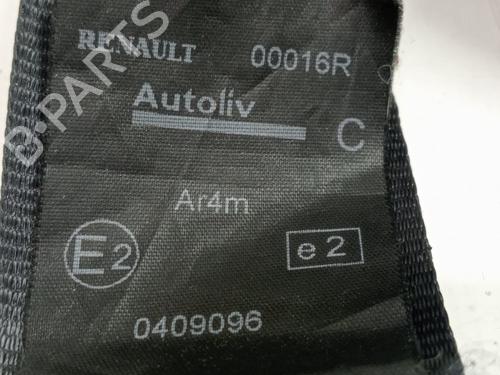 RENAULT 00016R
Autoliv
C
Ar4m
E2 e2
0409096
B-PARTS